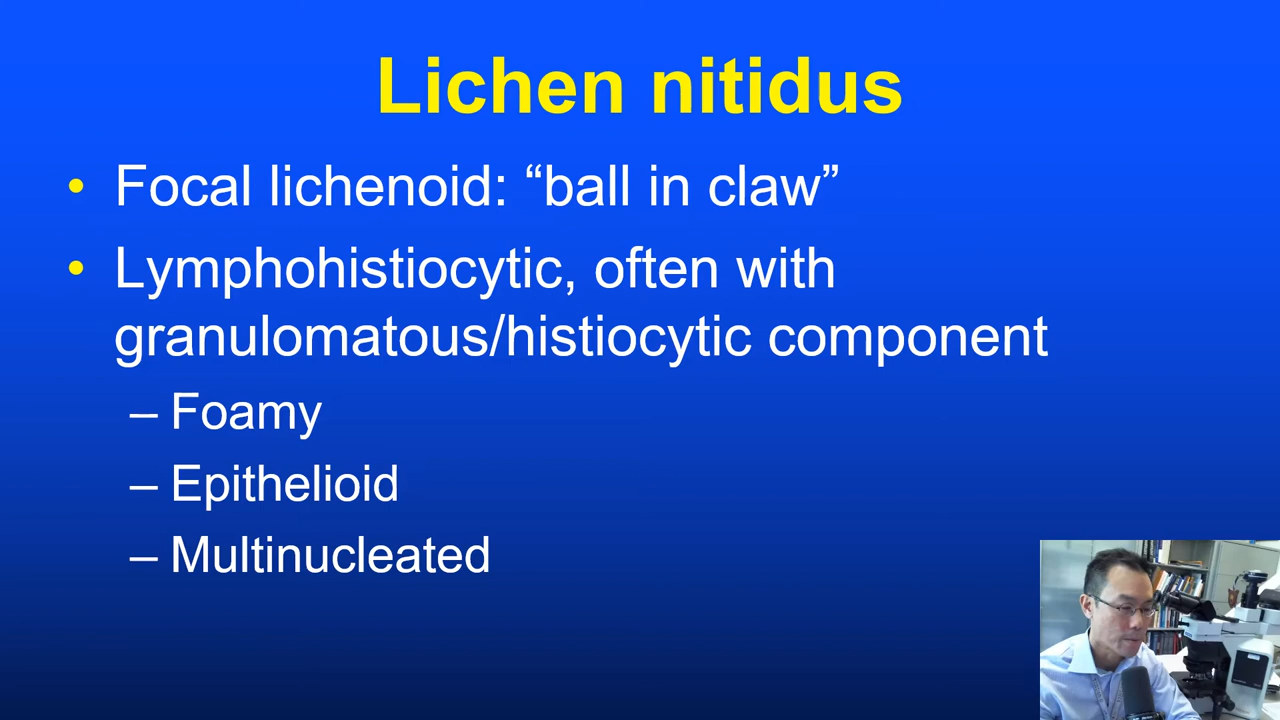 Lichen nitidus
• Focal lichenoid: “ball in claw”
• Lymphohistiocytic, often with
granulomatous/histiocytic component
– Foamy
– Epithelioid
– Multinucleated